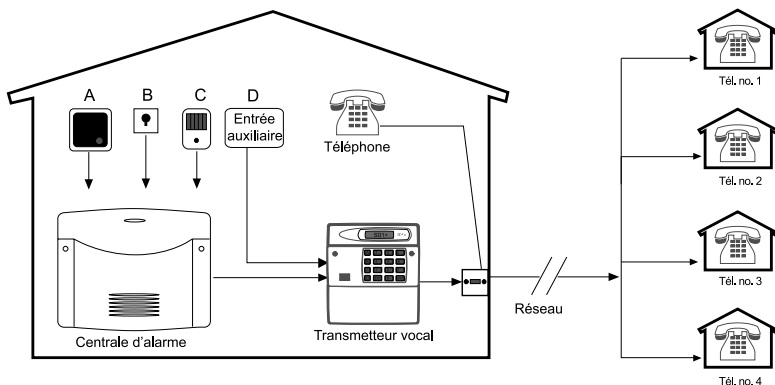 A
B
C
D
Entrée
auxiliaire
Téléphone
Centrale d'alarme
Transmetteur vocal
Réseau
Tél. no. 1
Tél. no. 2
Tél. no. 3
Tél. no. 4